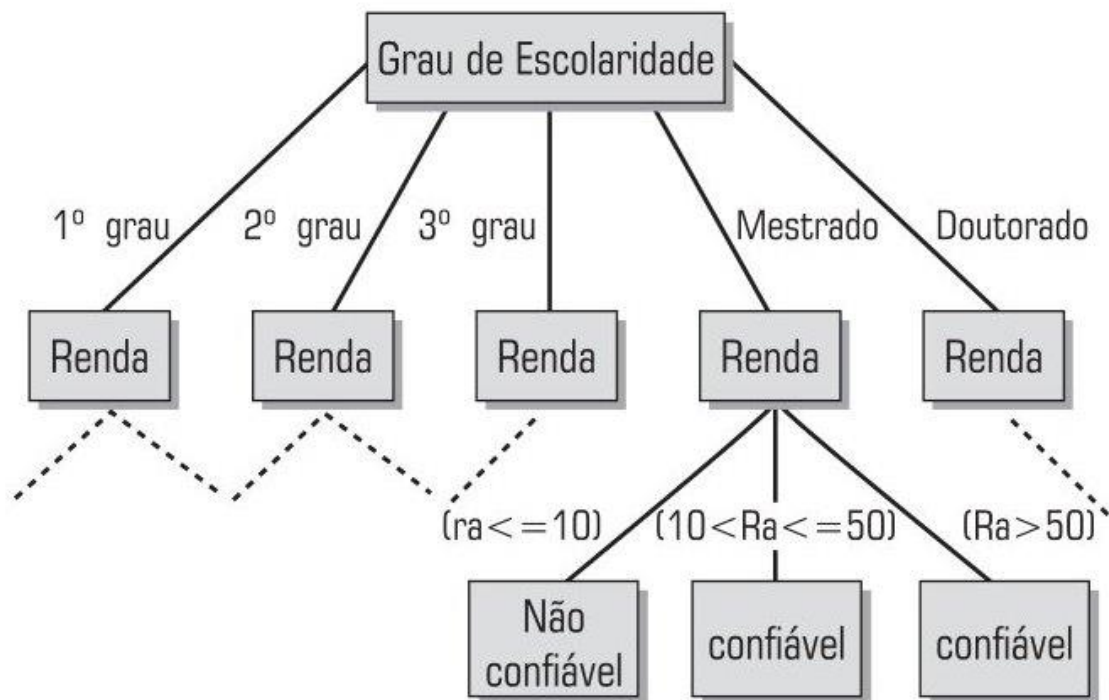 Grau de Escolaridade
1º grau
2º grau
3º grau
Mestrado
Doutorado
Renda
Renda
Renda
Renda
Renda
(ra<=10)
(10<Ra<=50)
(Ra>50)
Não
confiável
confiável
confiável